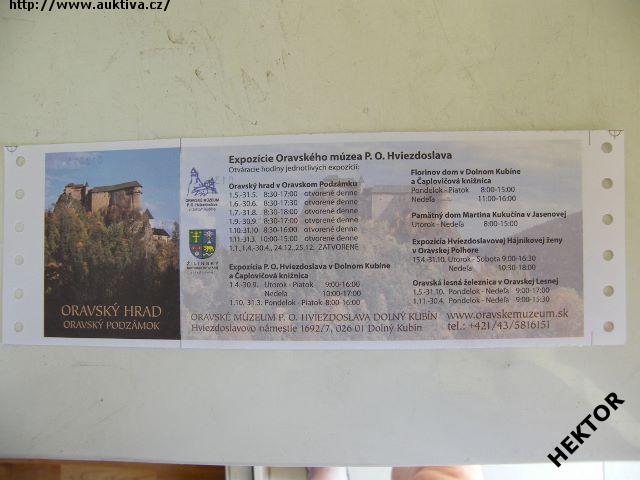 http://www.auktiva.cz/
Expozície Oravského múzea P. O. Hviezdoslava
Otváracie hodiny jednotlivých expozícií:
Oravský hrad v Oravskom Podzámku
1.5.-31.5. 8:30-17:00 otvorené denne
1.6.-30.6. 8:30-17:30 otvorené denne
1.7.-31.8. 8:30-18:00 otvorené denne
1.9.-30.9. 8:30-17:00 otvorené denne
1.10-31.10 8:30-16:00 otvorené denne
1.11-31.3. 10:00-15:00 otvorené denne
1.1.,1.4.-30.4., 24.12.,25.12. ZATVORENÉ
Expozícia P. O. Hviezdoslava v Dolnom Kubíne
a Čaplovičová knižnica
1.4.-30.9. Utorok - Piatok 9:00-16:00
Nedeľa 10:00-17:00
1.10. 31.3. Pondelok - Piatok 8:00-16:00
Florinov dom v Dolnom Kubíne
a Čaplovičová knižnica
Pondelok - Piatok 8:00-15:00
Nedeľa 11:00-16:00
Pamätný dom Martina Kukučína v Jasenovej
Utorok - Nedeľa 8:00-15:00
Expozícia Hviezdoslavovej Hájnikovej ženy
v Oravskej Polhore
15.4.-31.10. Utorok - Sobota 9:00-16:30
Nedeľa 10:30-18:00
Oravská lesná železnica v Oravskej Lesnej
1.5.-31.10. Pondelok - Nedeľa 9:00-17:00
1.11.-30.4. Pondelok - Nedeľa 9:00-15:30
ORAVSKÉ MÚZEUM P. O. HVIEZDOSLAVA DOLNÝ KUBÍN
Hviezdoslavovo námestie 1692/7, 026 01 Dolný Kubín
www.oravskemuzeum.sk
tel.: +421/43/5816151
ORAVSKÝ HRAD
ORAVSKÝ PODZÁMOK
ORAVSKÉ MÚZEUM
P. O. Hviezdoslava
ŽILINSKÝ
HEKTOR